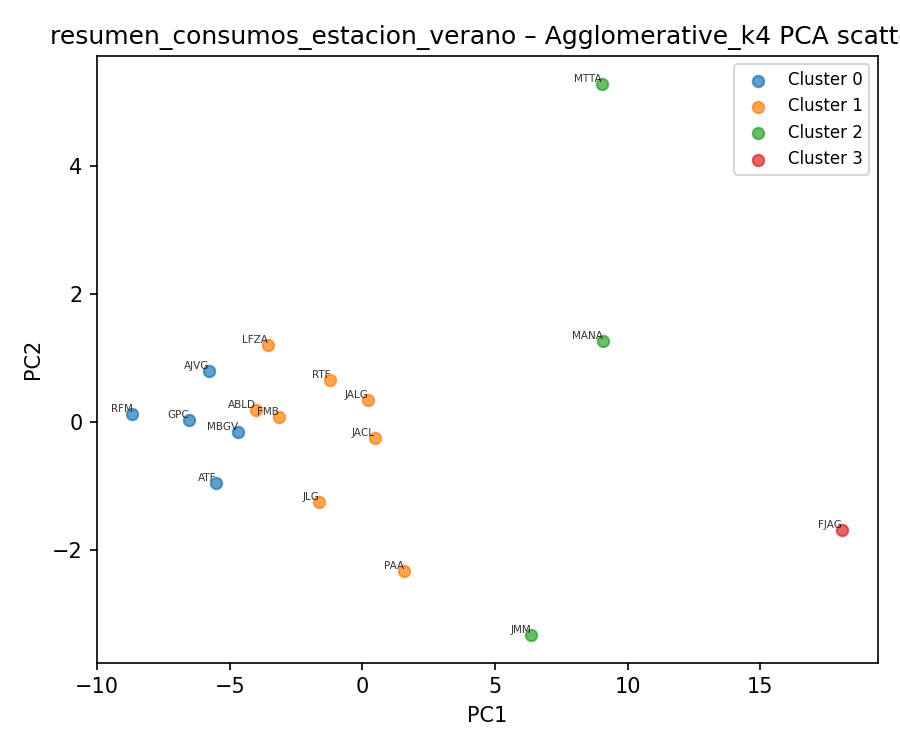 resumen_consumos_estacion_verano – Agglomerative_k4 PCA scatt
Cluster 0
Cluster 1
Cluster 2
Cluster 3
MTTA
MANA
LFZA
AJVG
RTF
JALG
RFM
GPC
ABLD
FMB
MBGV
JACL
ATF
JLG
PAA
FJAG
JMM
4
2
0
−2
PC2
−10
−5
0
5
10
15
PC1